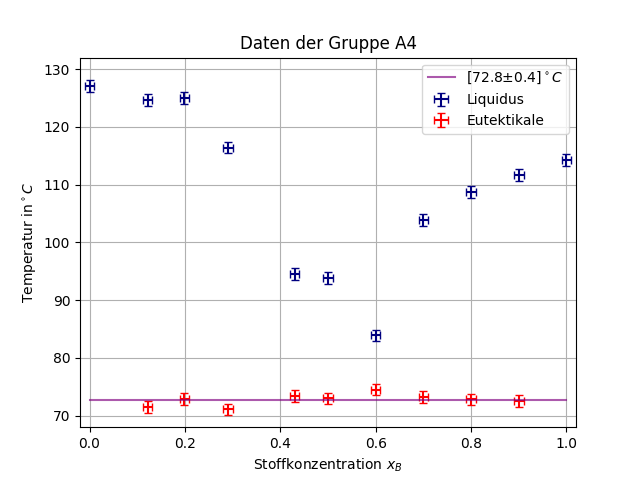 Daten der Gruppe A4
[72.8±0.4]°C
Liquidus
Eutektikale
Temperatur in°C
130
120
110
100
90
80
70
0.0 0.2 0.4 0.6 0.8 1.0
Stoffkonzentration x_B